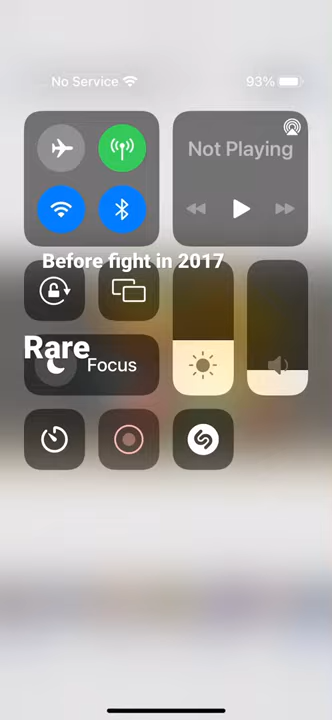 No Service
93%
Not Playing
Before fight in 2017
Rare
Focus